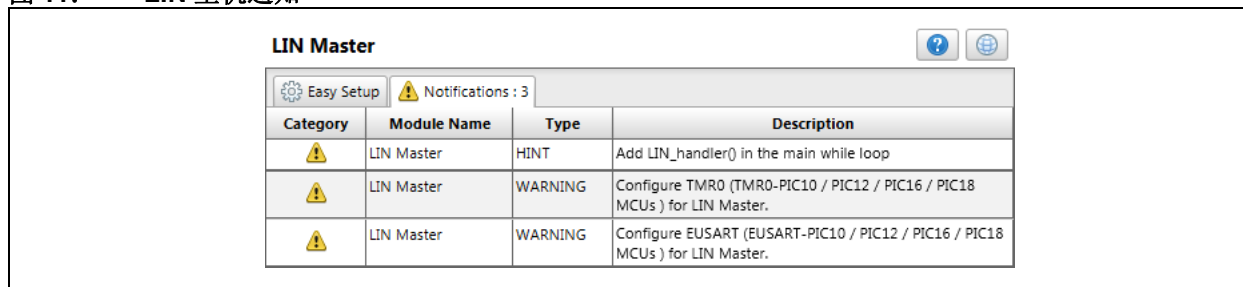 LIN Master
Easy Setup
Notifications : 3
Category Module Name Type Description
LIN Master HINT Add LIN_handler() in the main while loop
LIN Master WARNING Configure TMR0 (TMR0-PIC10 / PIC12 / PIC16 / PIC18
MCUs ) for LIN Master.
LIN Master WARNING Configure EUSART (EUSART-PIC10 / PIC12 / PIC16 / PIC18
MCUs ) for LIN Master.